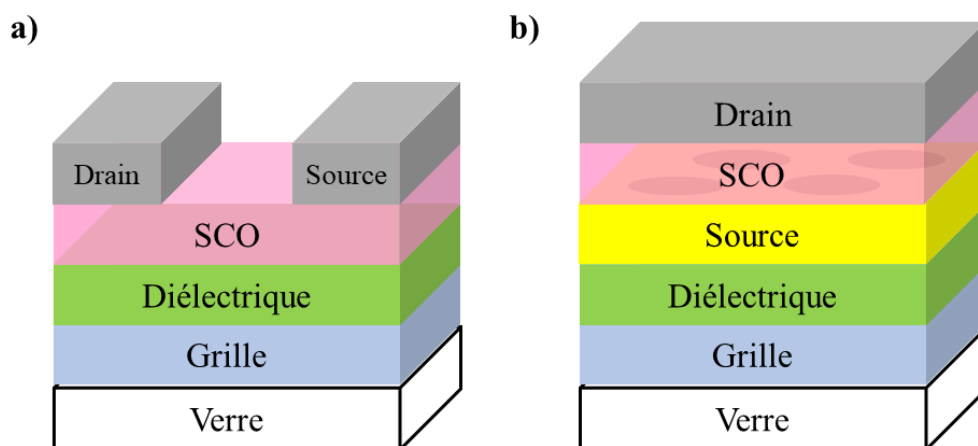 a)
Drain
Source
SCO
Diélectrique
Grille
Verre
b)
Drain
SCO
Source
Diélectrique
Grille
Verre